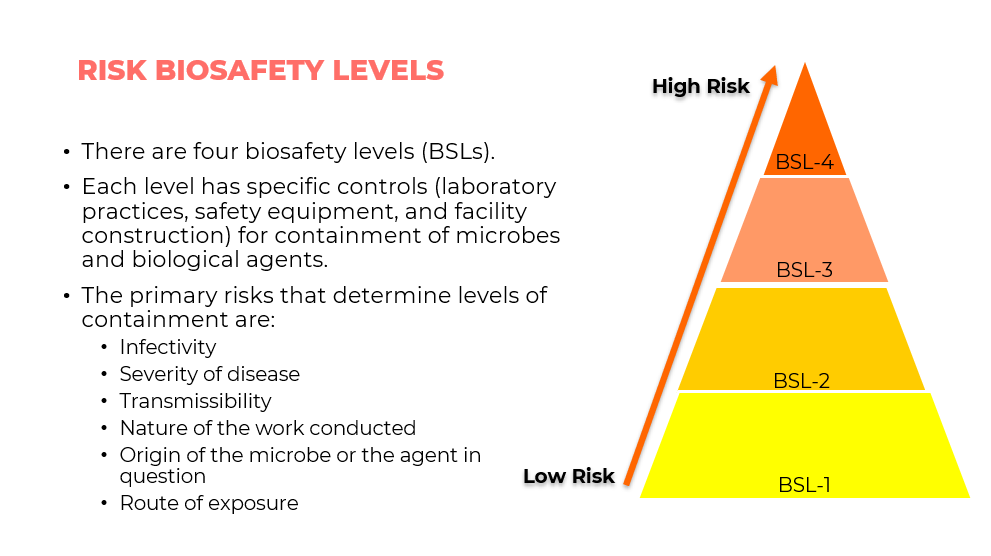 RISK BIOSAFETY LEVELS
• There are four biosafety levels (BSLs).
• Each level has specific controls (laboratory
practices, safety equipment, and facility
construction) for containment of microbes
and biological agents.
• The primary risks that determine levels of
containment are:
• Infectivity
• Severity of disease
• Transmissibility
• Nature of the work conducted
• Origin of the microbe or the agent in
question
• Route of exposure
High Risk
BSL-4
BSL-3
BSL-2
Low Risk
BSL-1